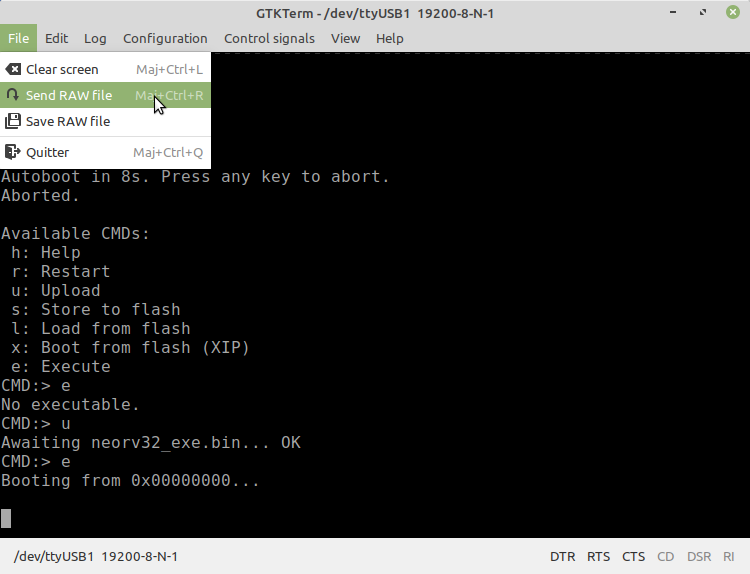 GTKTerm - /dev/ttyUSB1 19200-8-N-1
File Edit Log Configuration Control signals View Help
Clear screen Maj+Ctrl+L
Send RAW file Maj+Ctrl+R
Save RAW file
Quitter Maj+Ctrl+Q
Autoboot in 8s. Press any key to abort.
Aborted.
Available CMDs:
h: Help
r: Restart
u: Upload
s: Store to flash
l: Load from flash
x: Boot from flash (XIP)
e: Execute
CMD:> e
No executable.
CMD:> u
Awaiting neorv32_exe.bin... OK
CMD:> e
Booting from 0x00000000...
/dev/ttyUSB1 19200-8-N-1 DTR RTS CTS CD DSR RI